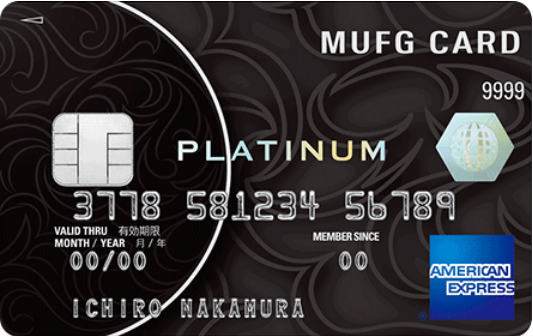 MUFG CARD
9999
PLATINUM
3778 581234 56789
VALID THRU 有効期限
MONTH / YEAR 月 / 年
MEMBER SINCE
00/00
00
AMERICAN
EXPRESS
®
ICHIRO NAKAMURA